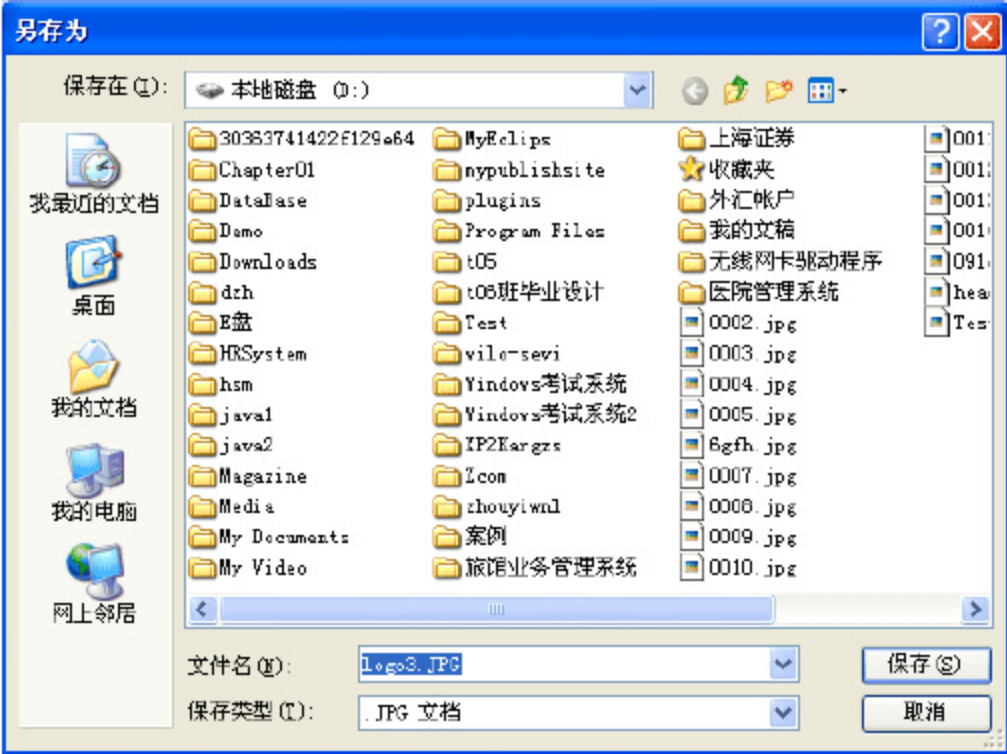 另存为
保存在(I):
本地磁盘 (D:)
我最近的文档
桌面
我的文档
我的电脑
网上邻居
30363741422f129e64
Chapter01
DataBase
Demo
Downloads
dzh
E盘
HRSystem
hsm
java1
java2
Magazine
Media
My Documents
My Video
MyEclips
mypublishsite
plugins
Program Files
t05
t06班毕业设计
Test
vilo-sevi
Windows考试系统
Windows考试系统2
XP2Kargzs
Zcom
zhouyiwnl
案例
旅馆业务管理系统
上海证券
收藏夹
外汇帐户
我的文稿
无线网卡驱动程序
医院管理系统
0002.jpg
0003.jpg
0004.jpg
0005.jpg
6gfh.jpg
0007.jpg
0008.jpg
0009.jpg
0010.jpg
文件名(N):
logo3.JPG
保存(S)
保存类型(T):
.JPG 文档
取消